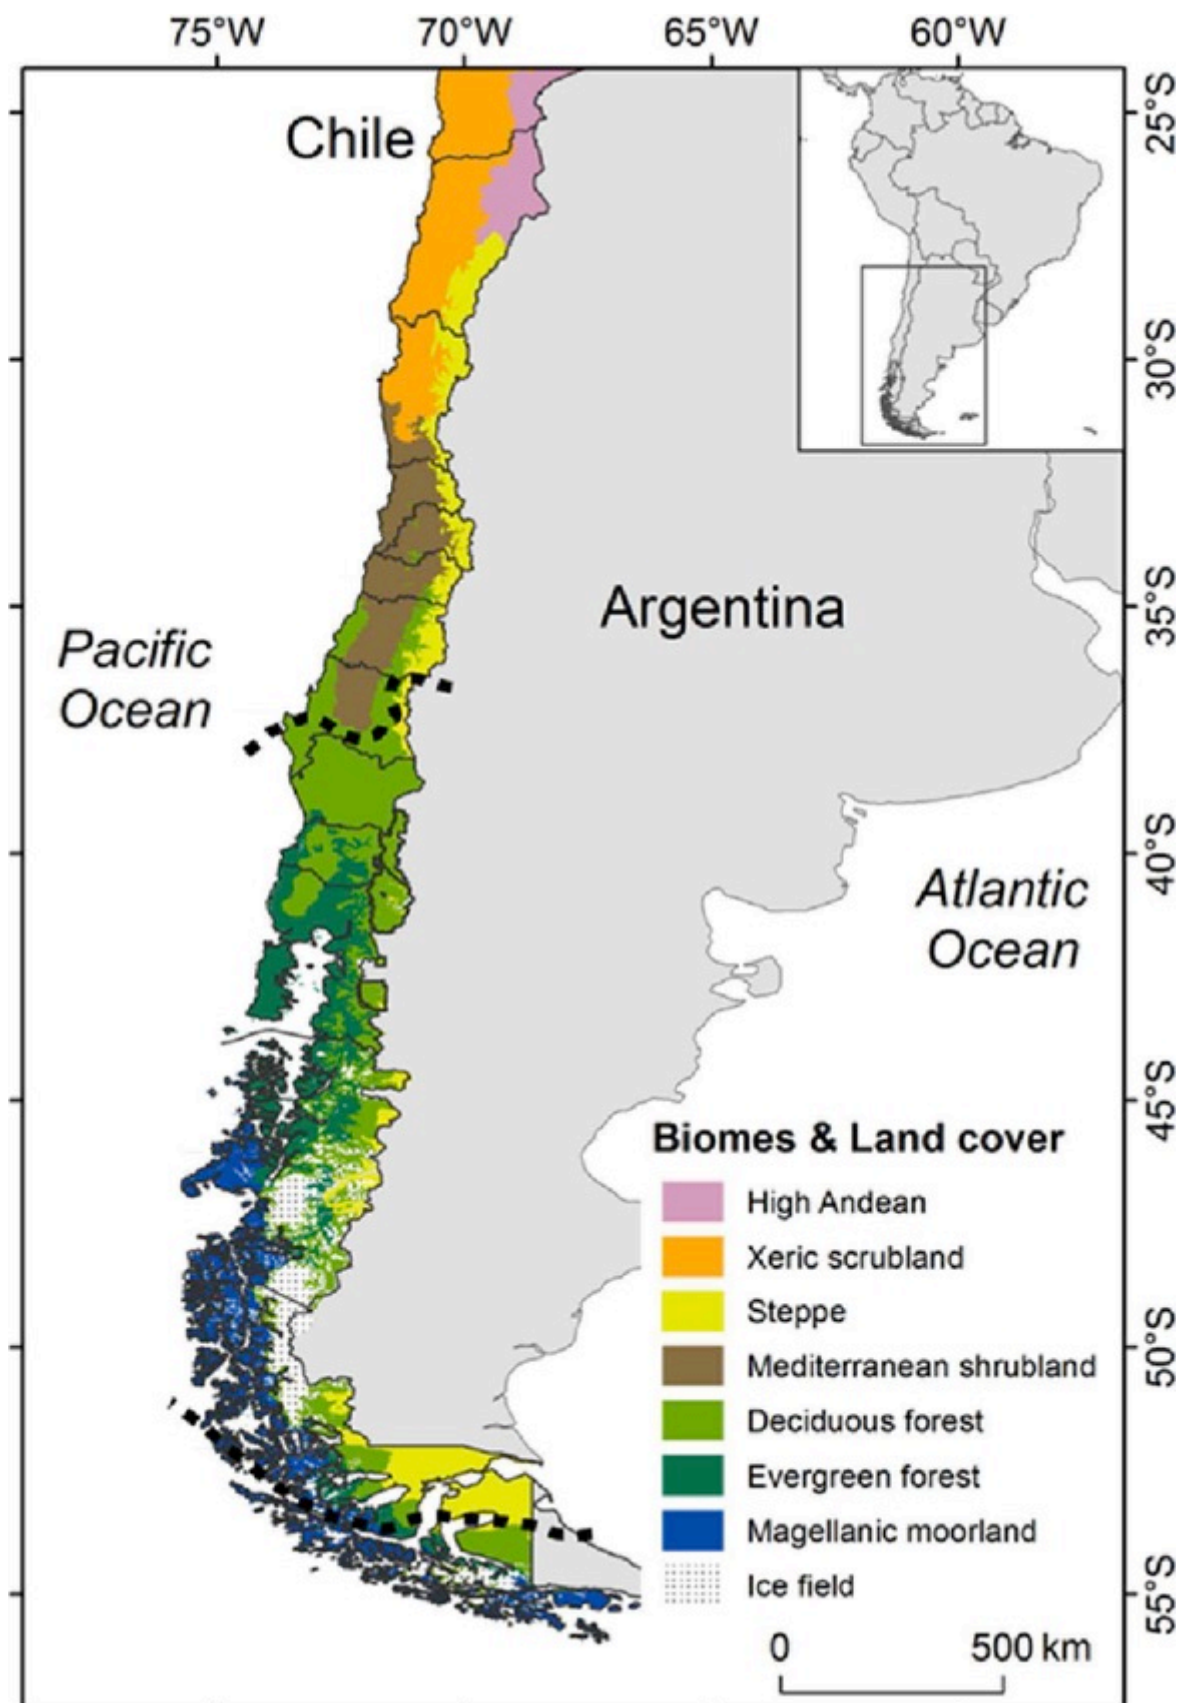 75°W 70°W 65°W 60°W
Chile
25°S
30°S
Argentina
35°S
Pacific
Ocean
40°S
Atlantic
Ocean
45°S
Biomes & Land cover
High Andean
Xeric scrubland
Steppe
Mediterranean shrubland
50°S
Deciduous forest
Evergreen forest
Magellanic moorland
Ice field
55°S
0 500 km